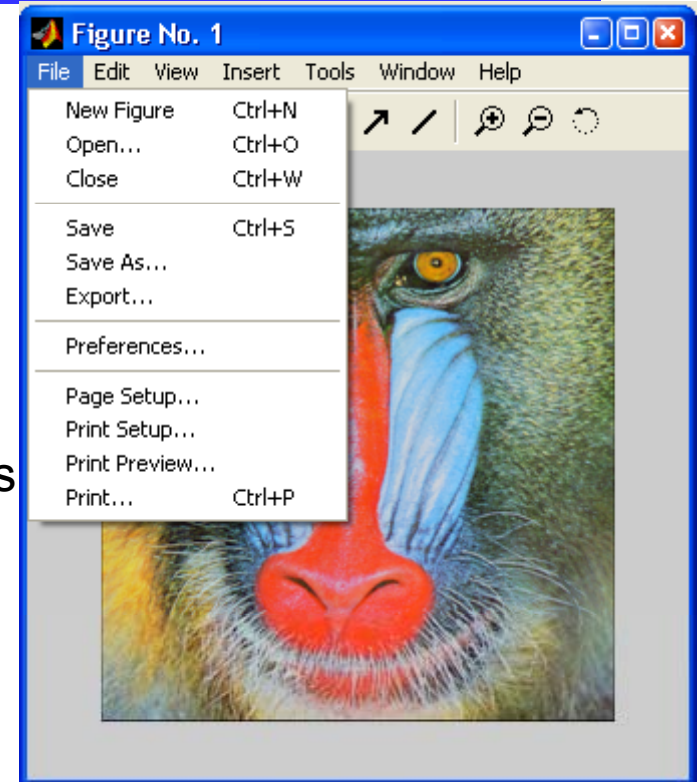 Figure No. 1
File Edit View Insert Tools Window Help
New Figure Ctrl+N
Open... Ctrl+O
Close Ctrl+W
Save Ctrl+S
Save As...
Export...
Preferences...
Page Setup...
Print Setup...
Print Preview...
Print... Ctrl+P
s